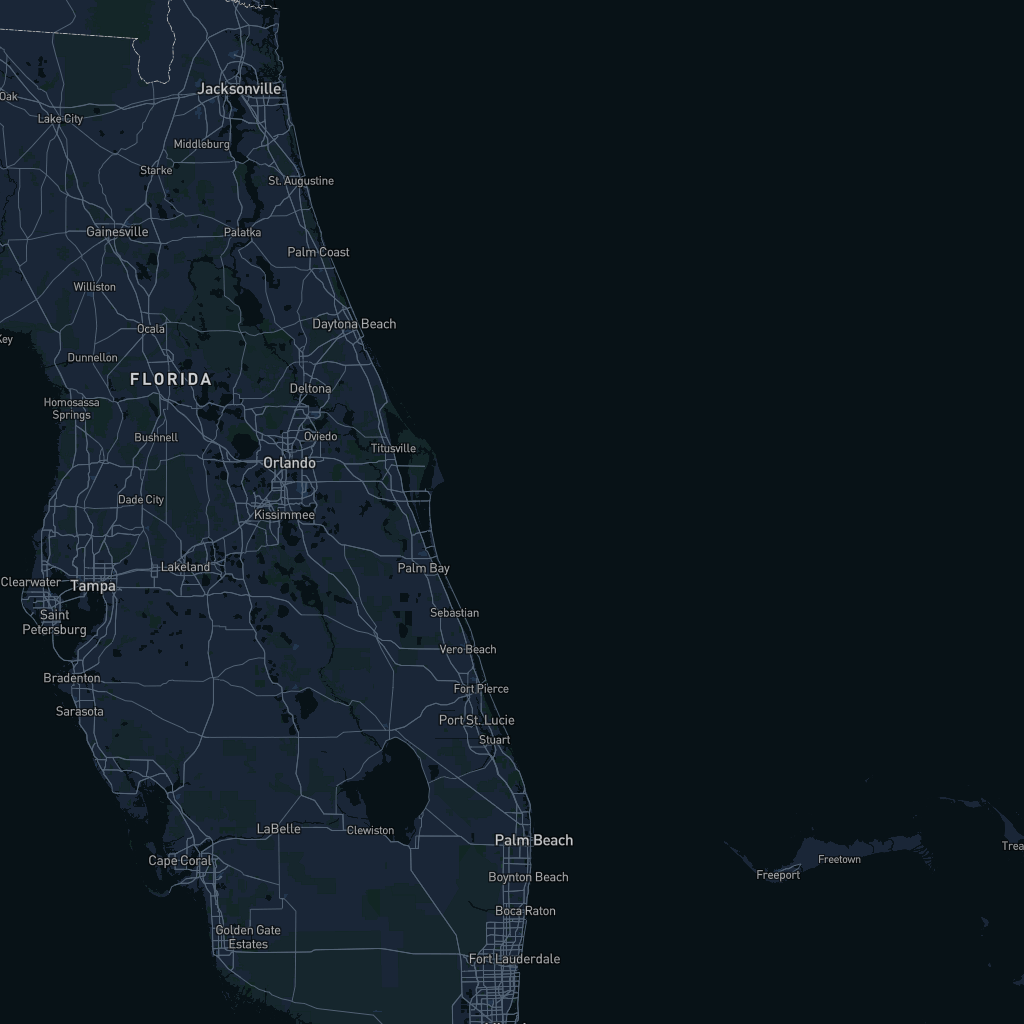 Jacksonville
Oak
Lake City
Middleburg
Starke
St. Augustine
Gainesville
Palatka
Palm Coast
Williston
Daytona Beach
Ocala
Key
Dunnellon
FLORIDA
Deltona
Homosassa
Springs
Bushnell
Oviedo
Titusville
Orlando
Dade City
Kissimmee
Lakeland
Palm Bay
Clearwater
Tampa
Saint
Petersburg
Sebastian
Vero Beach
Bradenton
Fort Pierce
Sarasota
Port St. Lucie
Stuart
LaBelle
Clewiston
Palm Beach
Trea
Cape Coral
Freetown
Freeport
Boynton Beach
Boca Raton
Golden Gate
Estates
Fort Lauderdale